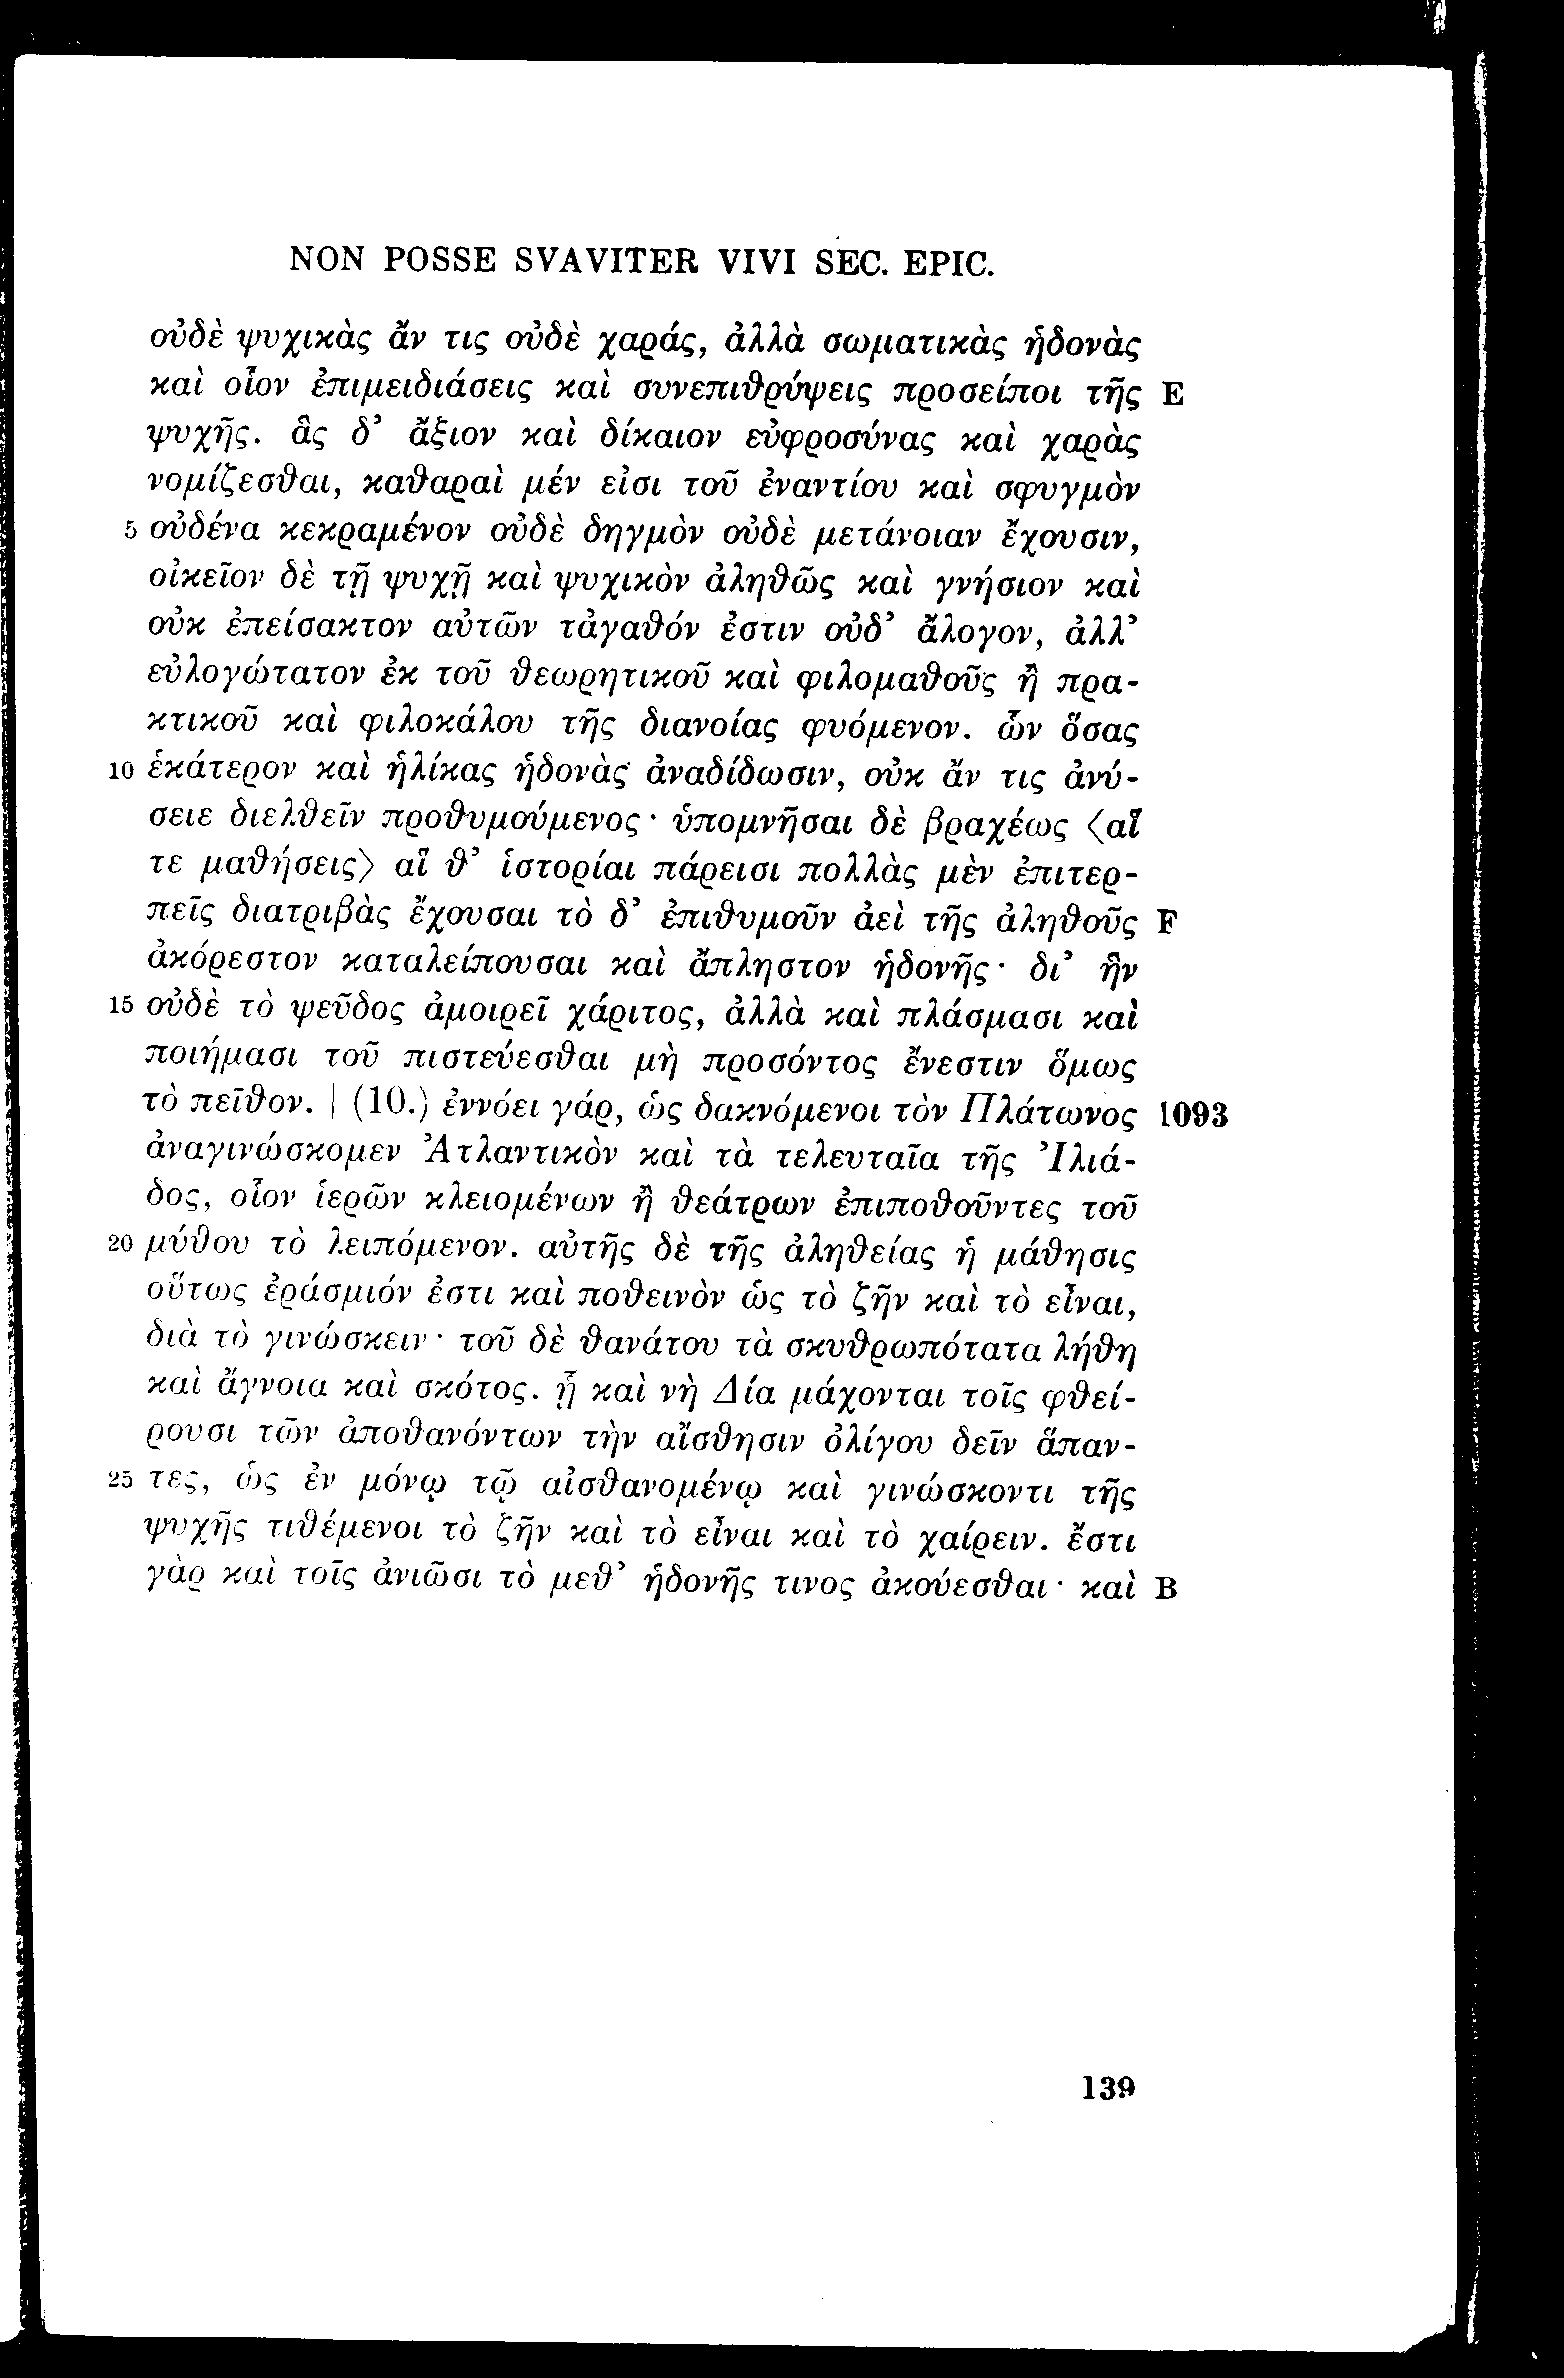 NON POSSE SVAVITER VIVI SEC. EPIC.
οὐδὲ ψυχικὰς ἄν τις οὐδὲ χαράς, ἀλλὰ σωματικὰς ἡδονὰς
καὶ οἷον ἐπιμειδιάσεις καὶ συνεπιθρύψεις προσείποι τῆς E
ψυχῆς. ἃς δ’ ἄξιον καὶ δίκαιον εὐφροσύνας καὶ χαρὰς
νομίζεσθαι, καθαραὶ μέν εἰσι τοῦ ἐναντίου καὶ σφυγμὸν
5 οὐδένα κεκραμένον οὐδὲ δηγμὸν οὐδὲ μετάνοιαν ἔχουσιν,
οἰκεῖον δὲ τῇ ψυχῇ καὶ ψυχικὸν ἀληθῶς καὶ γνήσιον καὶ
οὐκ ἐπείσακτον αὐτῶν τἀγαθόν ἐστιν οὐδ’ ἄλογον, ἀλλ’
εὐλογώτατον ἐκ τοῦ θεωρητικοῦ καὶ φιλομαθοῦς ἢ πρα-
κτικοῦ καὶ φιλοκάλου τῆς διανοίας φυόμενον. ὧν ὅσας
10 ἑκάτερον καὶ ἡλίκας ἡδονὰς ἀναδίδωσιν, οὐκ ἄν τις ἀνύ-
σειε διελθεῖν προθυμούμενος· ὑπομνῆσαι δὲ βραχέως ⟨αἵ
τε μαθήσεις⟩ αἵ θ’ ἱστορίαι πάρεισι πολλὰς μὲν ἐπιτερ-
πεῖς διατριβὰς ἔχουσαι τὸ δ’ ἐπιθυμοῦν ἀεὶ τῆς ἀληθοῦς F
ἀκόρεστον καταλείπουσαι καὶ ἄπληστον ἡδονῆς· δι’ ἣν
15 οὐδὲ τὸ ψεῦδος ἀμοιρεῖ χάριτος, ἀλλὰ καὶ πλάσμασι καὶ
ποιήμασι τοῦ πιστεύεσθαι μὴ προσόντος ἔνεστιν ὅμως
τὸ πεῖθον. | (10.) ἐννόει γάρ, ὡς δακνόμενοι τὸν Πλάτωνος 1093
ἀναγινώσκομεν Ἀτλαντικὸν καὶ τὰ τελευταῖα τῆς Ἰλιά-
δος, οἷον ἱερῶν κλειομένων ἢ θεάτρων ἐπιποθοῦντες τοῦ
20 μύθου τὸ λειπόμενον. αὐτῆς δὲ τῆς ἀληθείας ἡ μάθησις
οὕτως ἐράσμιόν ἐστι καὶ ποθεινὸν ὡς τὸ ζῆν καὶ τὸ εἶναι,
διὰ τὸ γινώσκειν· τοῦ δὲ θανάτου τὰ σκυθρωπότατα λήθη
καὶ ἄγνοια καὶ σκότος. ᾗ καὶ νὴ Δία μάχονται τοῖς φθεί-
ρουσι τῶν ἀποθανόντων τὴν αἴσθησιν ὀλίγου δεῖν ἅπαν-
25 τες, ὡς ἐν μόνῳ τῷ αἰσθανομένῳ καὶ γινώσκοντι τῆς
ψυχῆς τιθέμενοι τὸ ζῆν καὶ τὸ εἶναι καὶ τὸ χαίρειν. ἔστι
γὰρ καὶ τοῖς ἀνιῶσι τὸ μεθ’ ἡδονῆς τινος ἀκούεσθαι· καὶ B
139